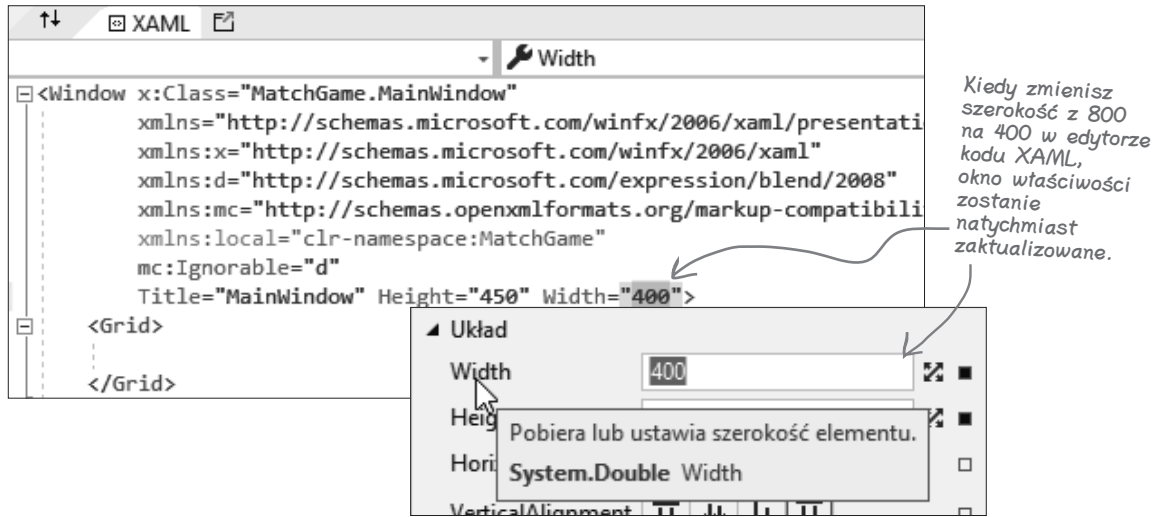 XAML
Width
<Window x:Class="MatchGame.MainWindow"
xmlns="http://schemas.microsoft.com/winfx/2006/xaml/presentati
xmlns:x="http://schemas.microsoft.com/winfx/2006/xaml"
xmlns:d="http://schemas.microsoft.com/expression/blend/2008"
xmlns:mc="http://schemas.openxmlformats.org/markup-compatibili
xmlns:local="clr-namespace:MatchGame"
mc:Ignorable="d"
Title="MainWindow" Height="450" Width="400">
<Grid>
</Grid>
Kiedy zmienisz
szerokość z 800
na 400 w edytorze
kodu XAML,
okno właściwości
zostanie
natychmiast
zaktualizowane.
Układ
Width 400
Heig
Pobiera lub ustawia szerokość elementu.
Hori
System.Double Width
VerticalAlignment